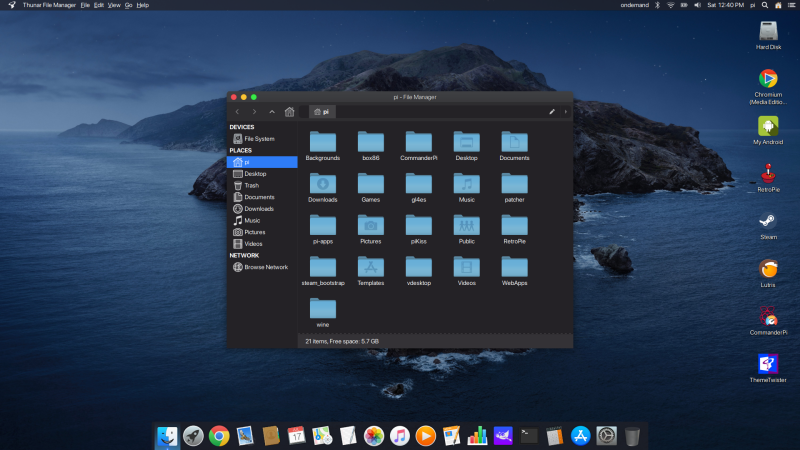 Thunar File Manager File Edit View Go Help
ondemand Sat 12:40 PM pi
pi - File Manager
pi
DEVICES
File System
PLACES
pi
Desktop
Trash
Documents
Downloads
Music
Pictures
Videos
NETWORK
Browse Network
Backgrounds box86 CommanderPi Desktop Documents
Downloads Games gl4es Music patcher
pi-apps Pictures piKiss Public RetroPie
steam_bootstrap Templates vdesktop Videos WebApps
wine
21 items, Free space: 5.7 GB
Hard Disk
Chromium
(Media Editio...
My Android
RetroPie
Steam
Lutris
CommanderPi
ThemeTwister
17